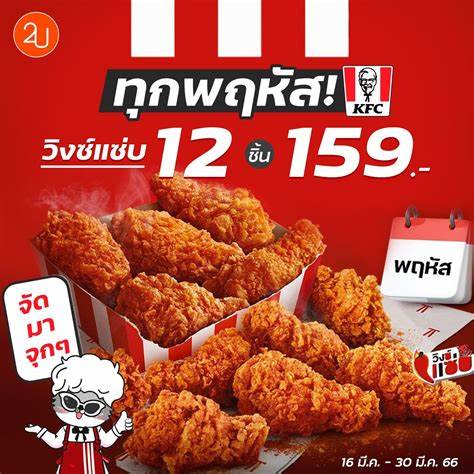 2U
ทุกพฤหัส!
KFC
วิงซ์แซ่บ 12 ชิ้น 159.-
พฤหัส
จัด
มา
จุกๆ
วิงซ์
แซ่บ
16 มี.ค. - 30 มี.ค. 66